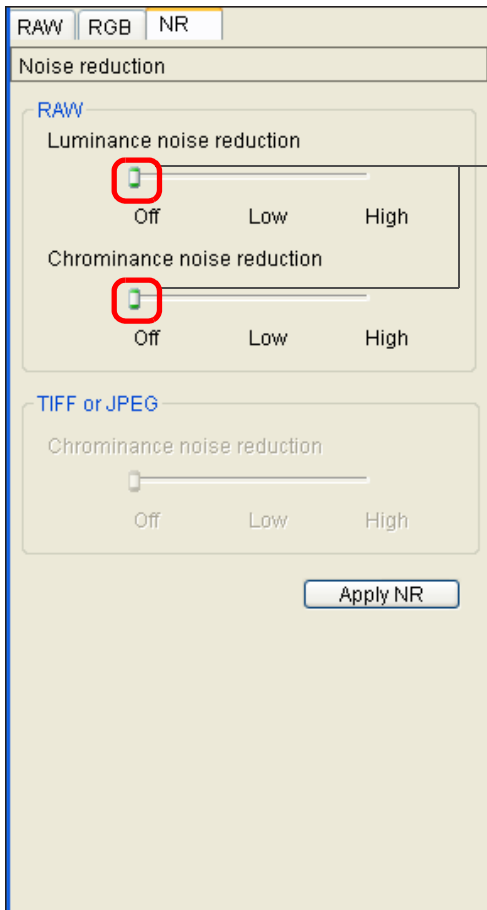 RAW RGB NR
Noise reduction
RAW
Luminance noise reduction
Off Low High
Chrominance noise reduction
Off Low High
TIFF or JPEG
Chrominance noise reduction
Off Low High
Apply NR